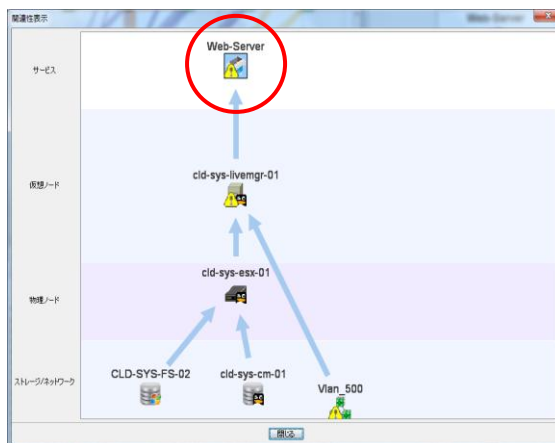 関連性表示
Web-Server
Web-Server
サービス
cld-sys-livemgr-01
仮想ノード
cld-sys-esx-01
物理ノード
CLD-SYS-FS-02
cld-sys-cm-01
Vlan_500
ストレージ/ネットワーク
閉じる